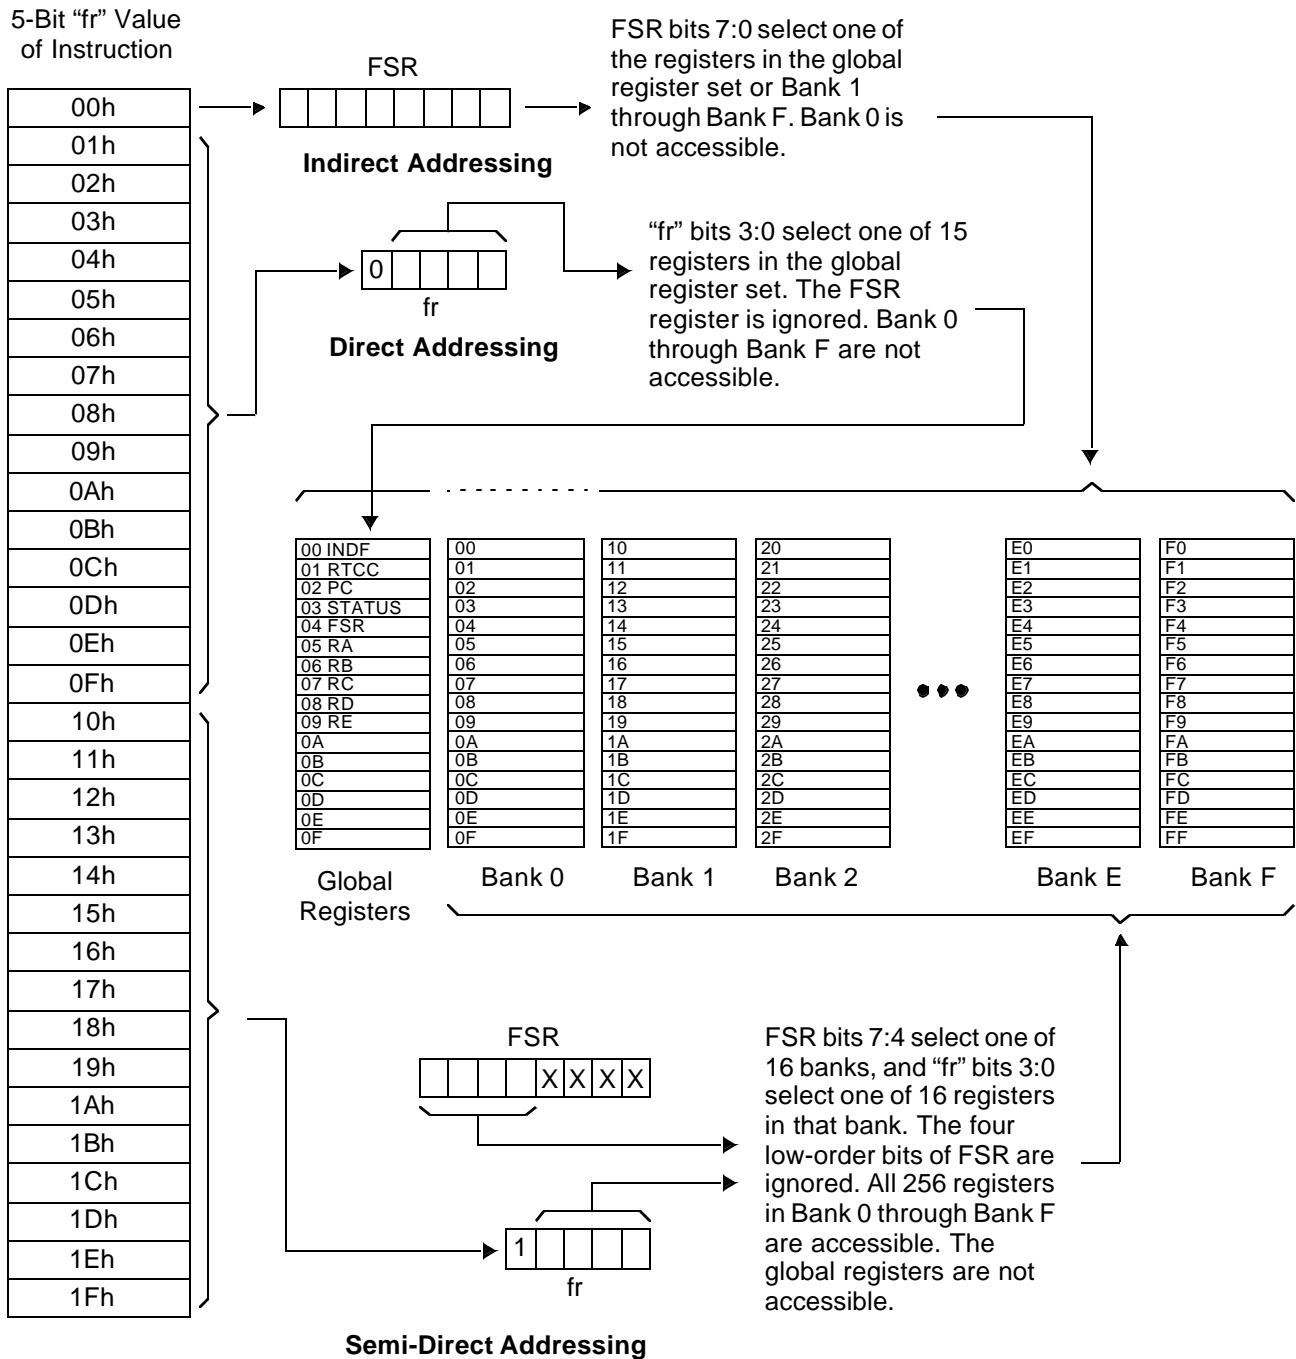 5-Bit “fr” Value
of Instruction
00h
01h
02h
03h
04h
05h
06h
07h
08h
09h
0Ah
0Bh
0Ch
0Dh
0Eh
0Fh
10h
11h
12h
13h
14h
15h
16h
17h
18h
19h
1Ah
1Bh
1Ch
1Dh
1Eh
1Fh
FSR
Indirect Addressing
FSR bits 7:0 select one of
the registers in the global
register set or Bank 1
through Bank F. Bank 0 is
not accessible.
0
fr
Direct Addressing
“fr” bits 3:0 select one of 15
registers in the global
register set. The FSR
register is ignored. Bank 0
through Bank F are not
accessible.
00 INDF
01 RTCC
02 PC
03 STATUS
04 FSR
05 RA
06 RB
07 RC
08 RD
09 RE
0A
0B
0C
0D
0E
0F
Global
Registers
00
01
02
03
04
05
06
07
08
09
0A
0B
0C
0D
0E
0F
Bank 0
10
11
12
13
14
15
16
17
18
19
1A
1B
1C
1D
1E
1F
Bank 1
20
21
22
23
24
25
26
27
28
29
2A
2B
2C
2D
2E
2F
Bank 2
E0
E1
E2
E3
E4
E5
E6
E7
E8
E9
EA
EB
EC
ED
EE
EF
Bank E
F0
F1
F2
F3
F4
F5
F6
F7
F8
F9
FA
FB
FC
FD
FE
FF
Bank F
FSR
X X X X
1
fr
Semi-Direct Addressing
FSR bits 7:4 select one of
16 banks, and “fr” bits 3:0
select one of 16 registers
in that bank. The four
low-order bits of FSR are
ignored. All 256 registers
in Bank 0 through Bank F
are accessible. The
global registers are not
accessible.